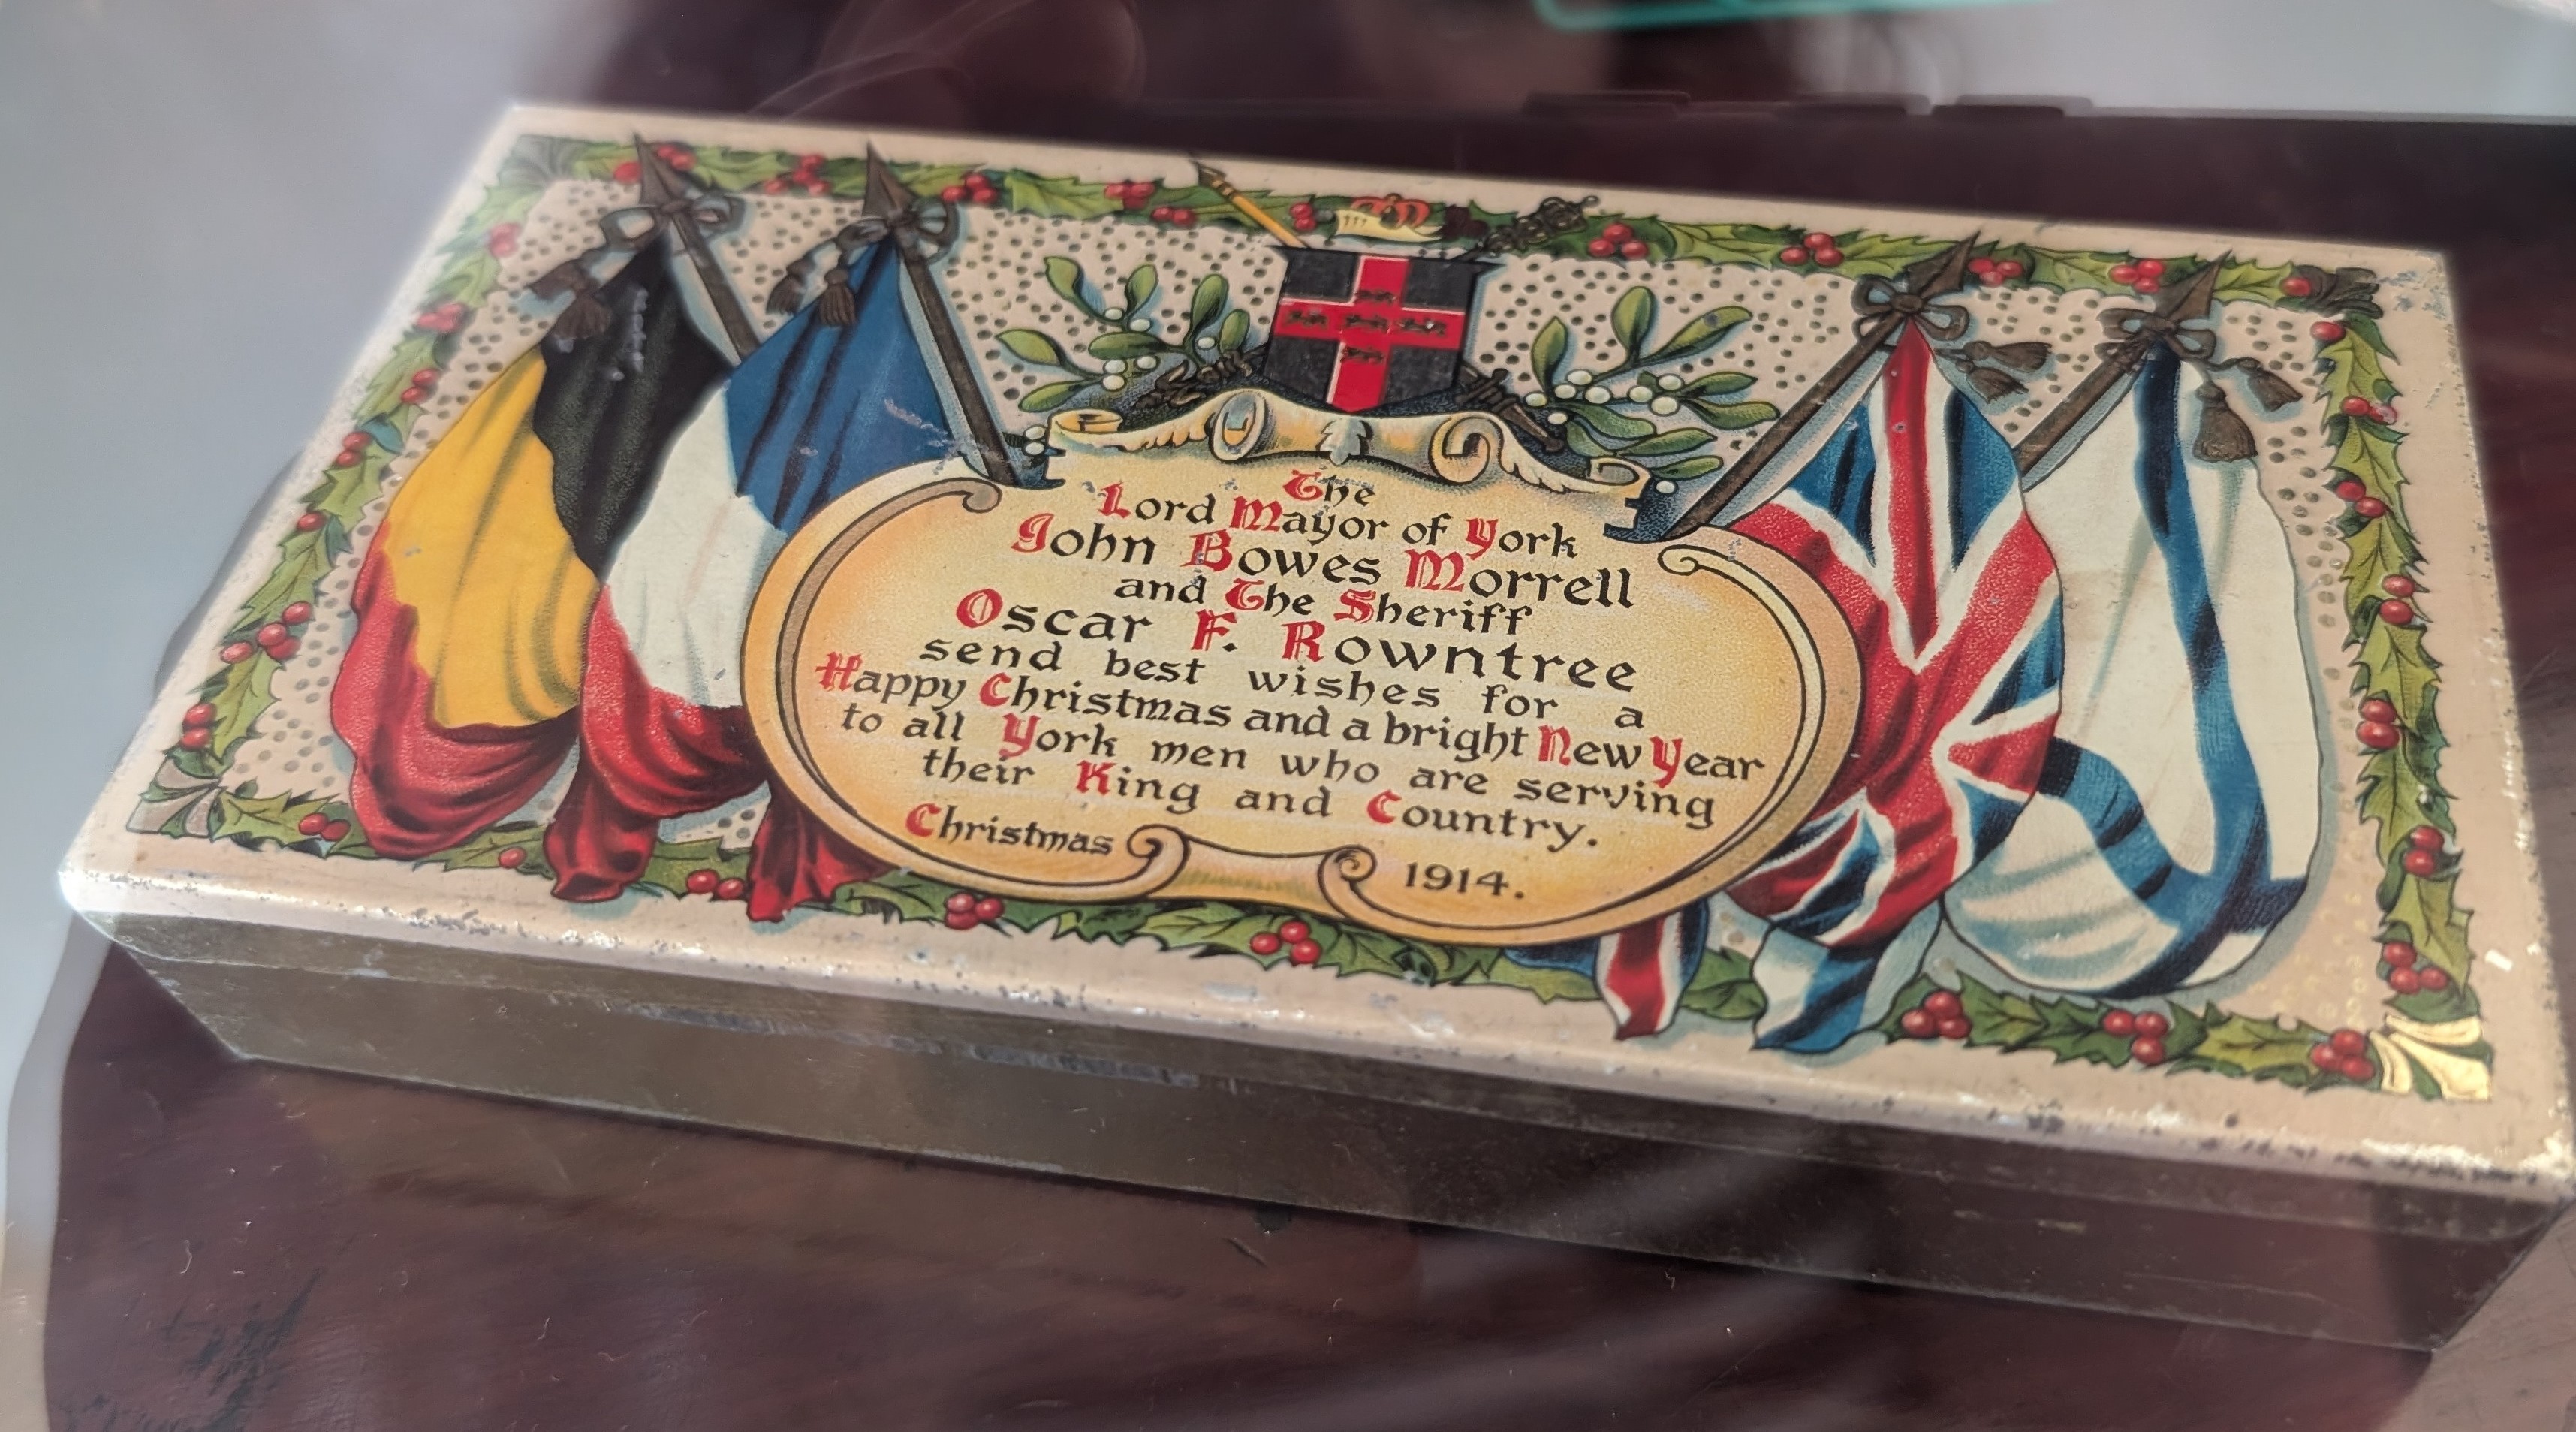 The
Lord Mayor of York
John Bowes Morrell
and The Sheriff
Oscar F. Rowntree
send best wishes for a
Happy Christmas and a bright New Year
to all York men who are serving
their King and Country.
Christmas 1914.